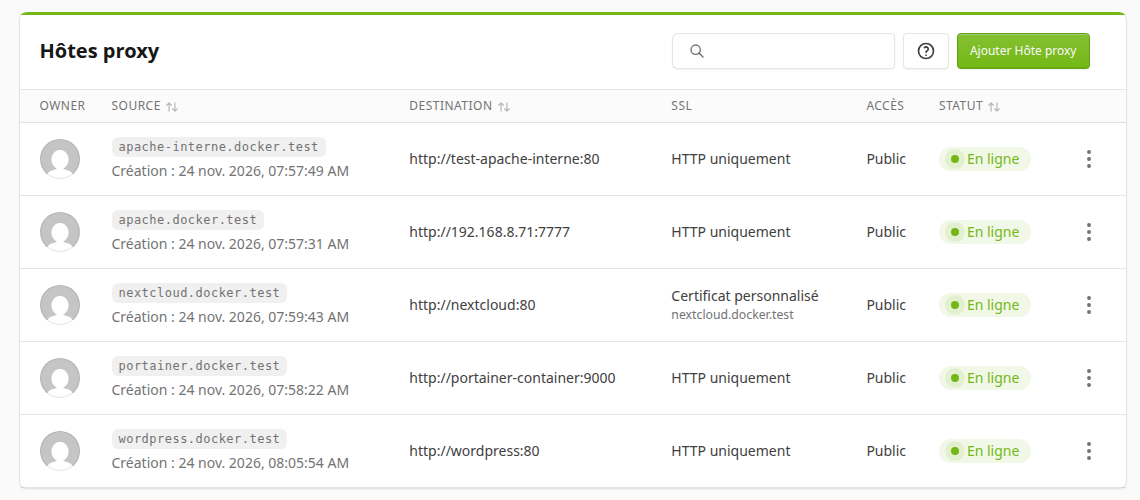 Hôtes proxy
Ajouter Hôte proxy
OWNER SOURCE DESTINATION SSL ACCÈS STATUT
apache-interne.docker.test
Création : 24 nov. 2026, 07:57:49 AM
http://test-apache-interne:80
HTTP uniquement
Public
En ligne
apache.docker.test
Création : 24 nov. 2026, 07:57:31 AM
http://192.168.8.71:7777
HTTP uniquement
Public
En ligne
nextcloud.docker.test
Création : 24 nov. 2026, 07:59:43 AM
http://nextcloud:80
Certificat personnalisé
nextcloud.docker.test
Public
En ligne
portainer.docker.test
Création : 24 nov. 2026, 07:58:22 AM
http://portainer-container:9000
HTTP uniquement
Public
En ligne
wordpress.docker.test
Création : 24 nov. 2026, 08:05:54 AM
http://wordpress:80
HTTP uniquement
Public
En ligne